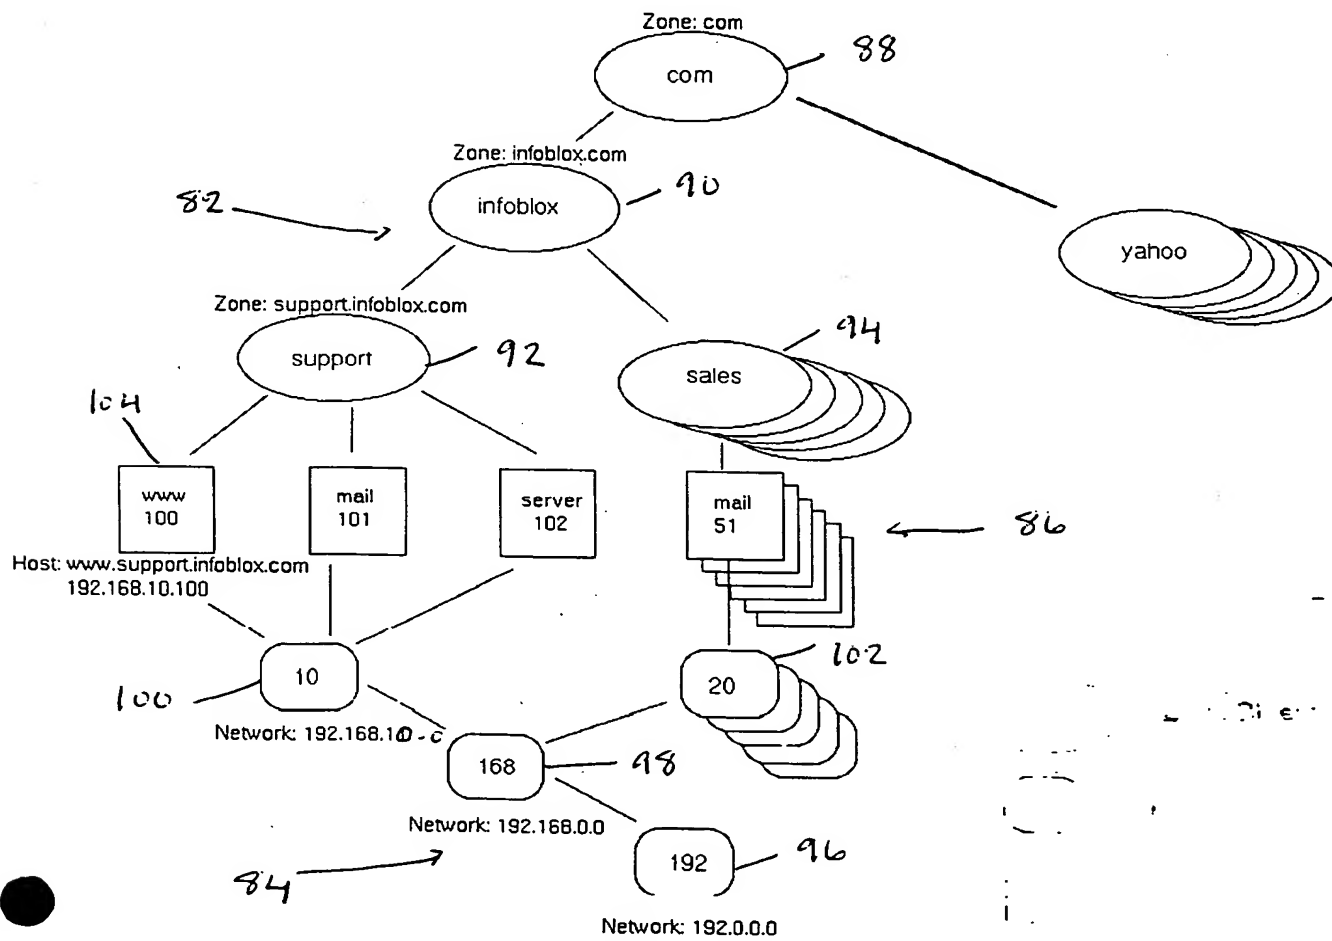 Zone: com
com
88
Zone: infoblox.com
infoblox
90
82
yahoo
Zone: support.infoblox.com
support
92
94
sales
104
www
100
mail
101
server
102
mail
51
86
Host: www.support.infoblox.com
192.168.10.100
10
100
20
102
Network: 192.168.10.0
168
98
Network: 192.168.0.0
84
192
96
Network: 192.0.0.0